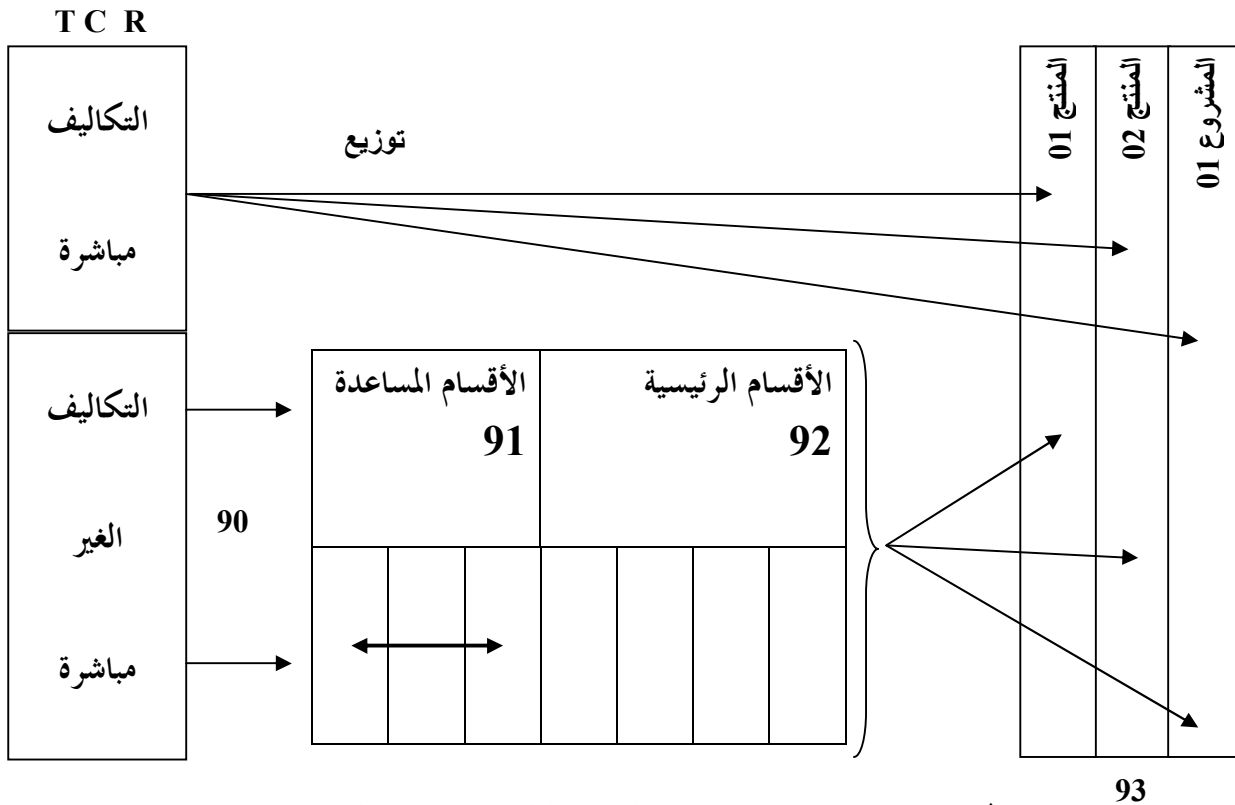 T C R
التكاليف
مباشرة
توزيع
المنتج 01
المنتج 02
المشروع 01
التكاليف
الغير
مباشرة
90
الأقسام المساعدة
91
الأقسام الرئيسية
92
93